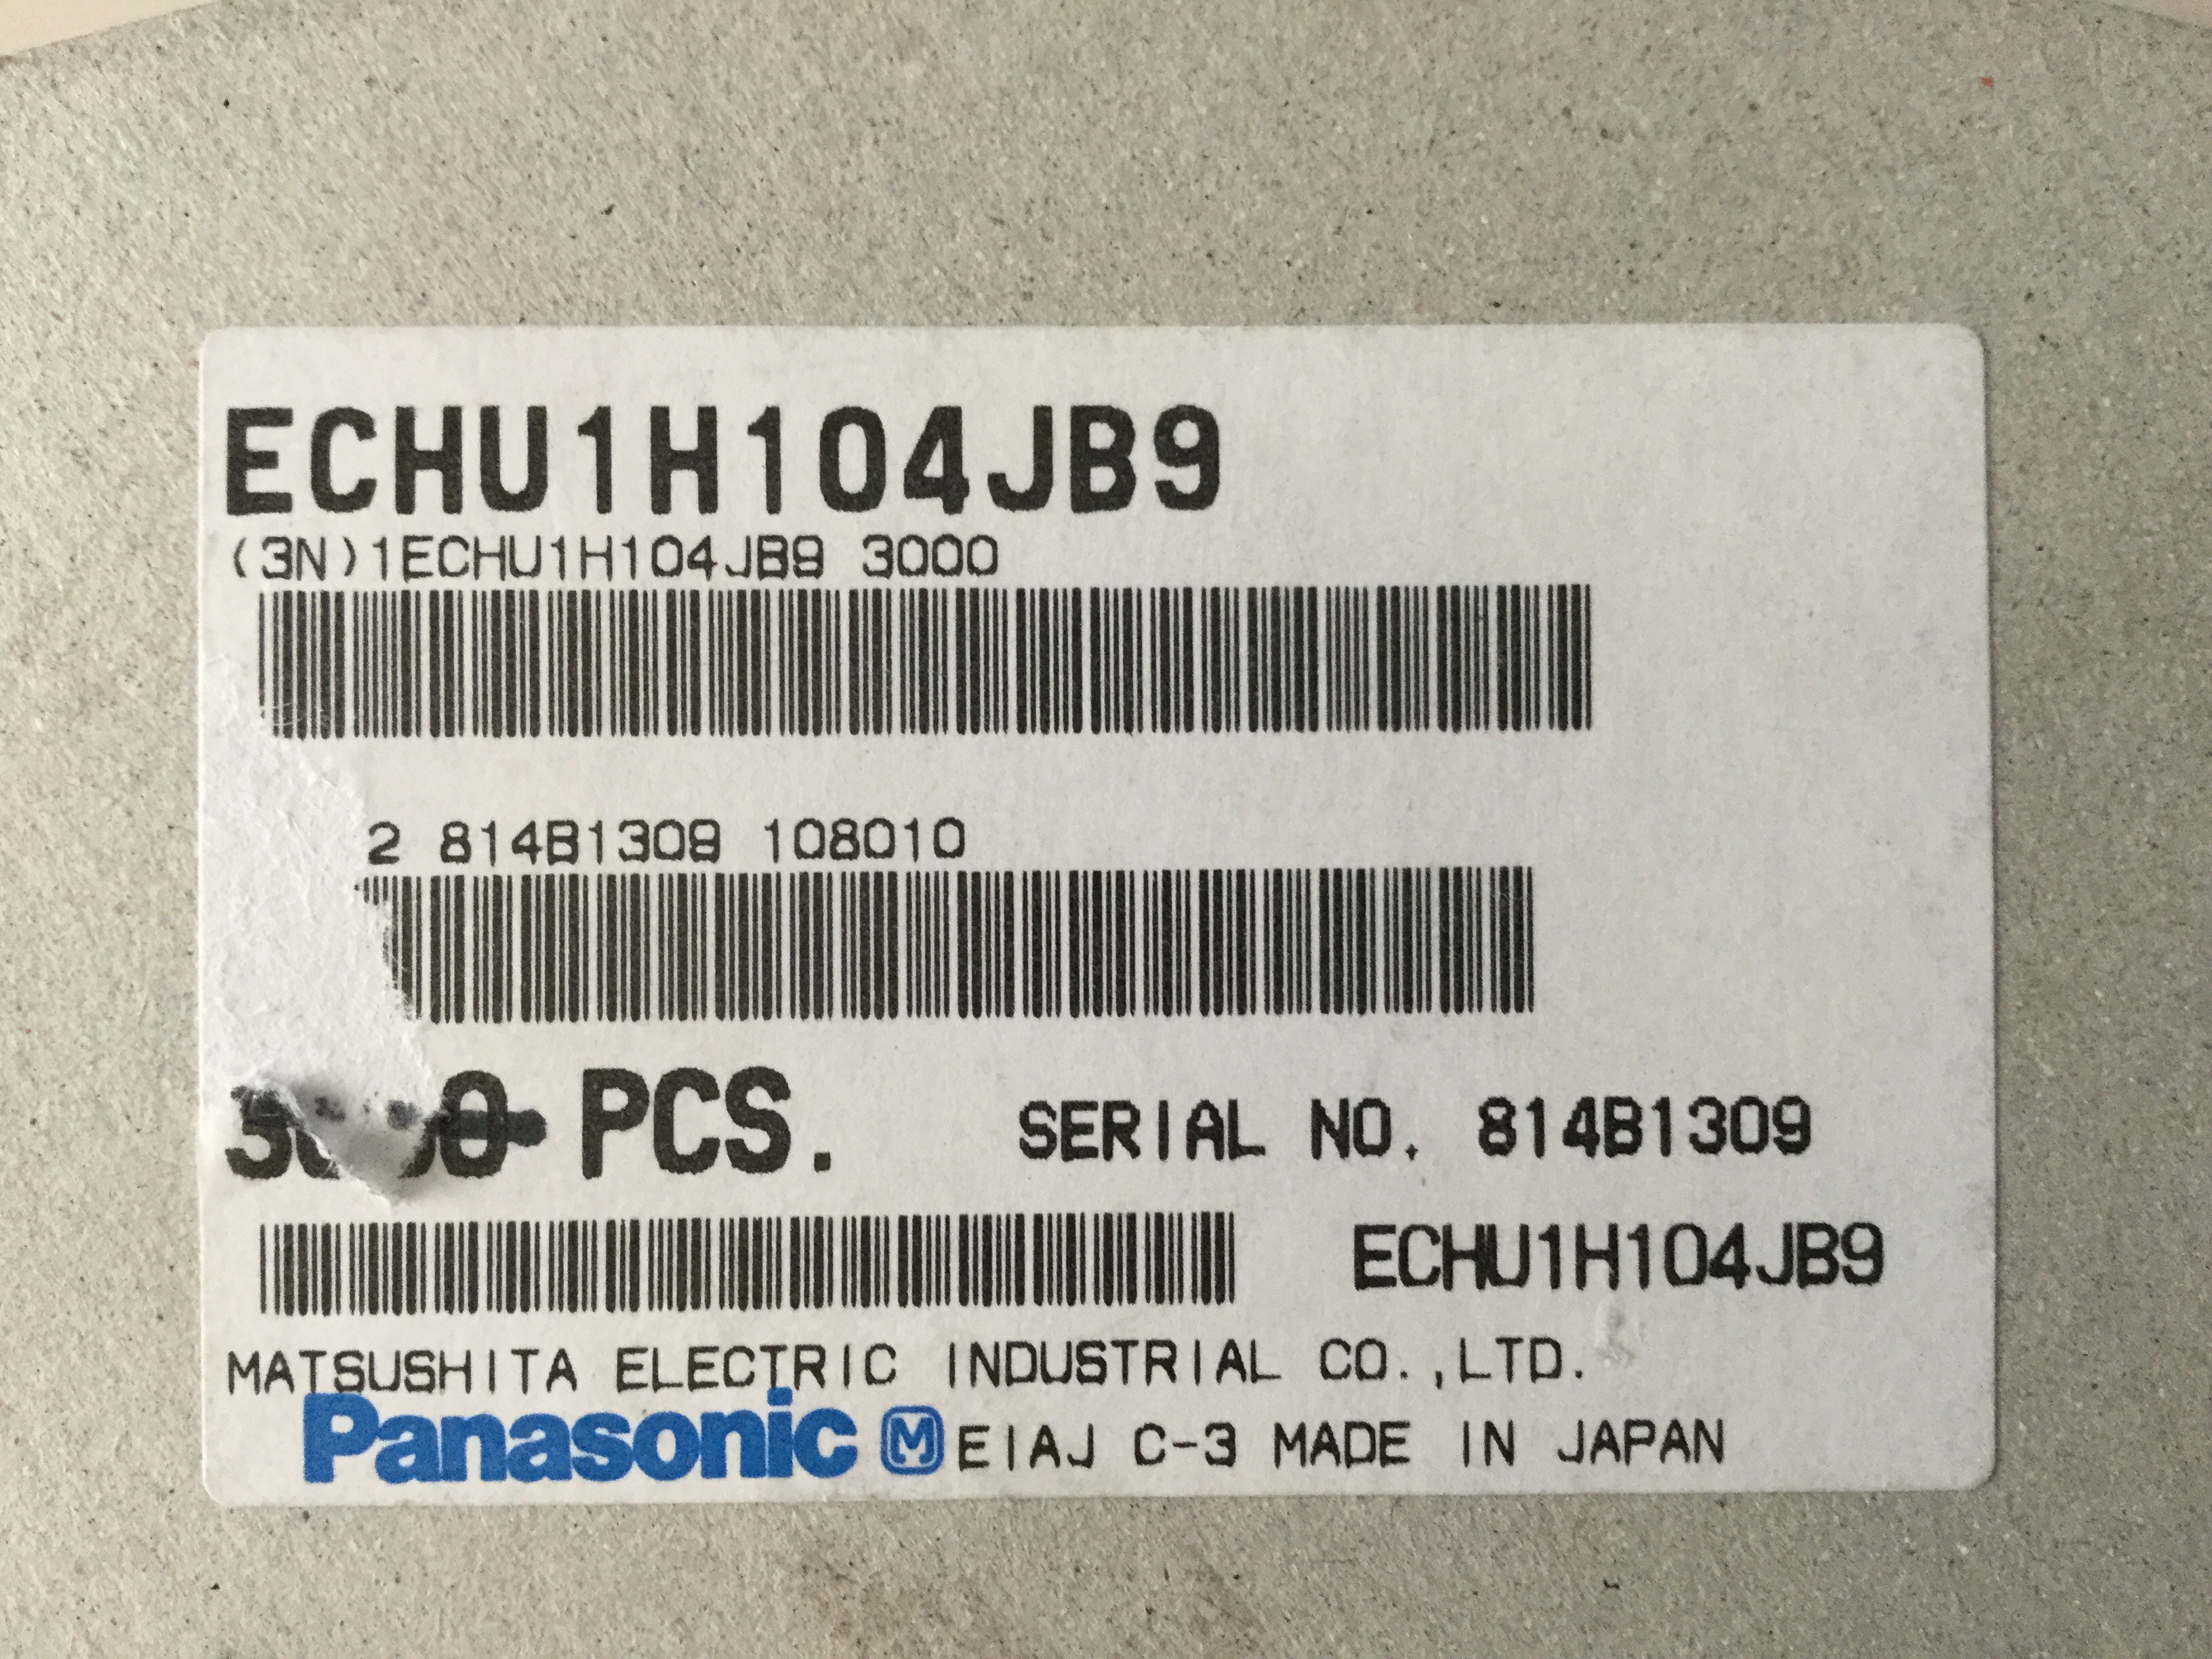 ECHU1H104JB9
(3N)1ECHU1H104JB9 3000
2 814B1309 108010
PCS. SERIAL NO. 814B1309
ECHU1H104JB9
MATSUSHITA ELECTRIC INDUSTRIAL CO.,LTD.
Panasonic M EIAJ C-3 MADE IN JAPAN